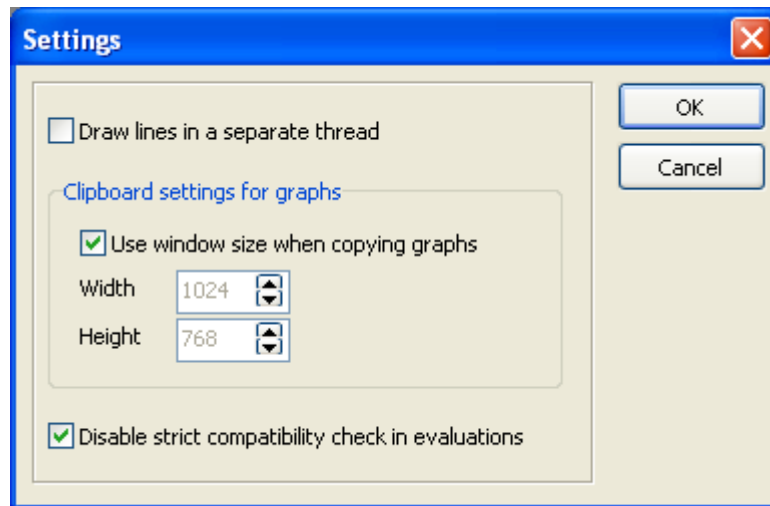 Settings
OK
Draw lines in a separate thread
Cancel
Clipboard settings for graphs
Use window size when copying graphs
Width 1024
Height 768
Disable strict compatibility check in evaluations